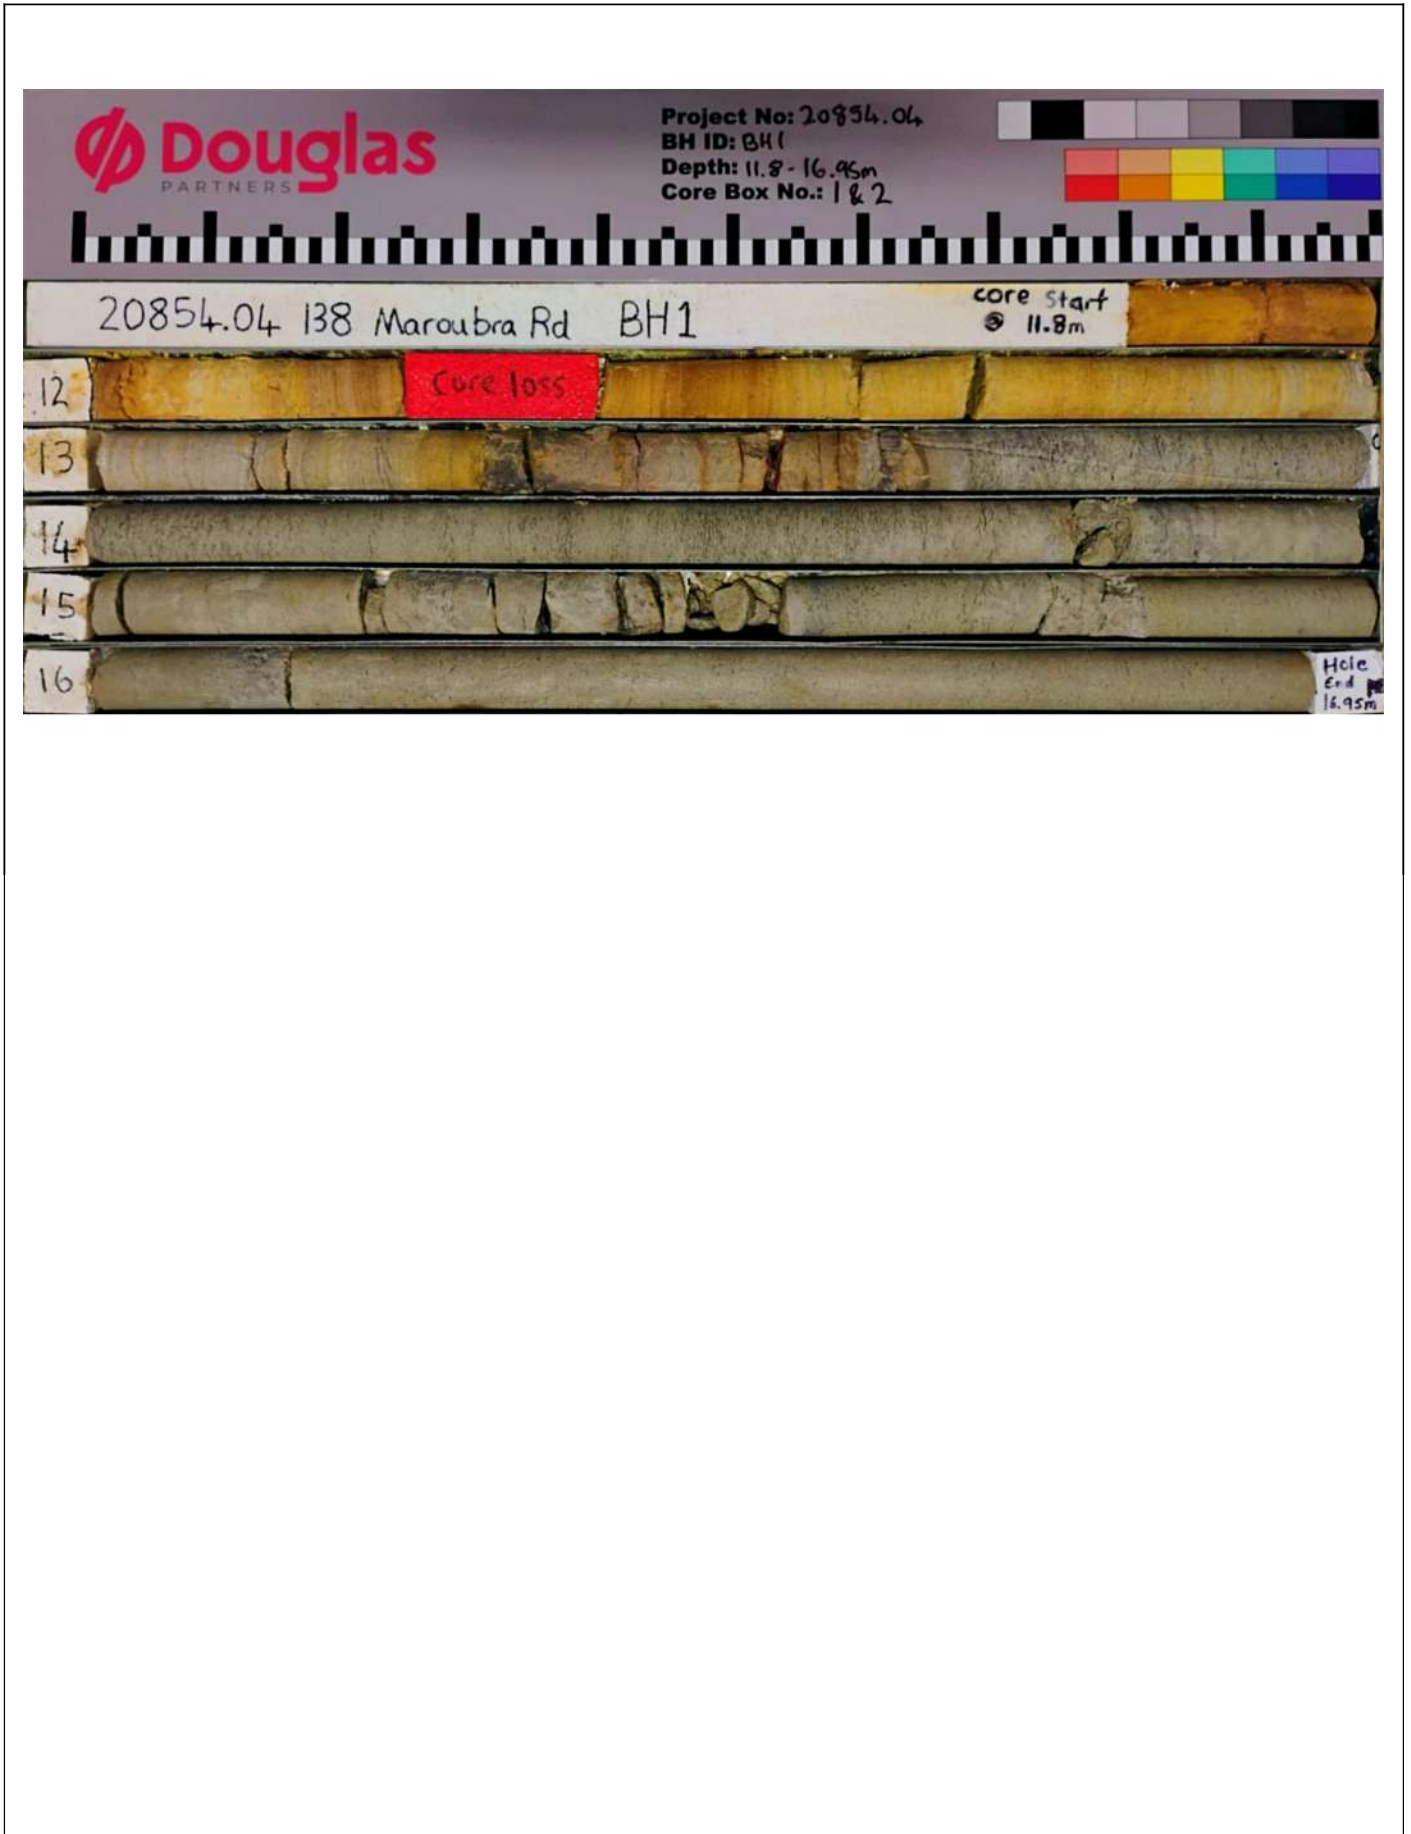 Douglas
PARTNERS
Project No: 20854.04
BH ID: BH1
Depth: 11.8-16.95m
Core Box No.: 1 & 2
20854.04 138 Maroubra Rd BH1
core start
@ 11.8m
12
Core loss
13
14
15
16
Hole
End
16.95m